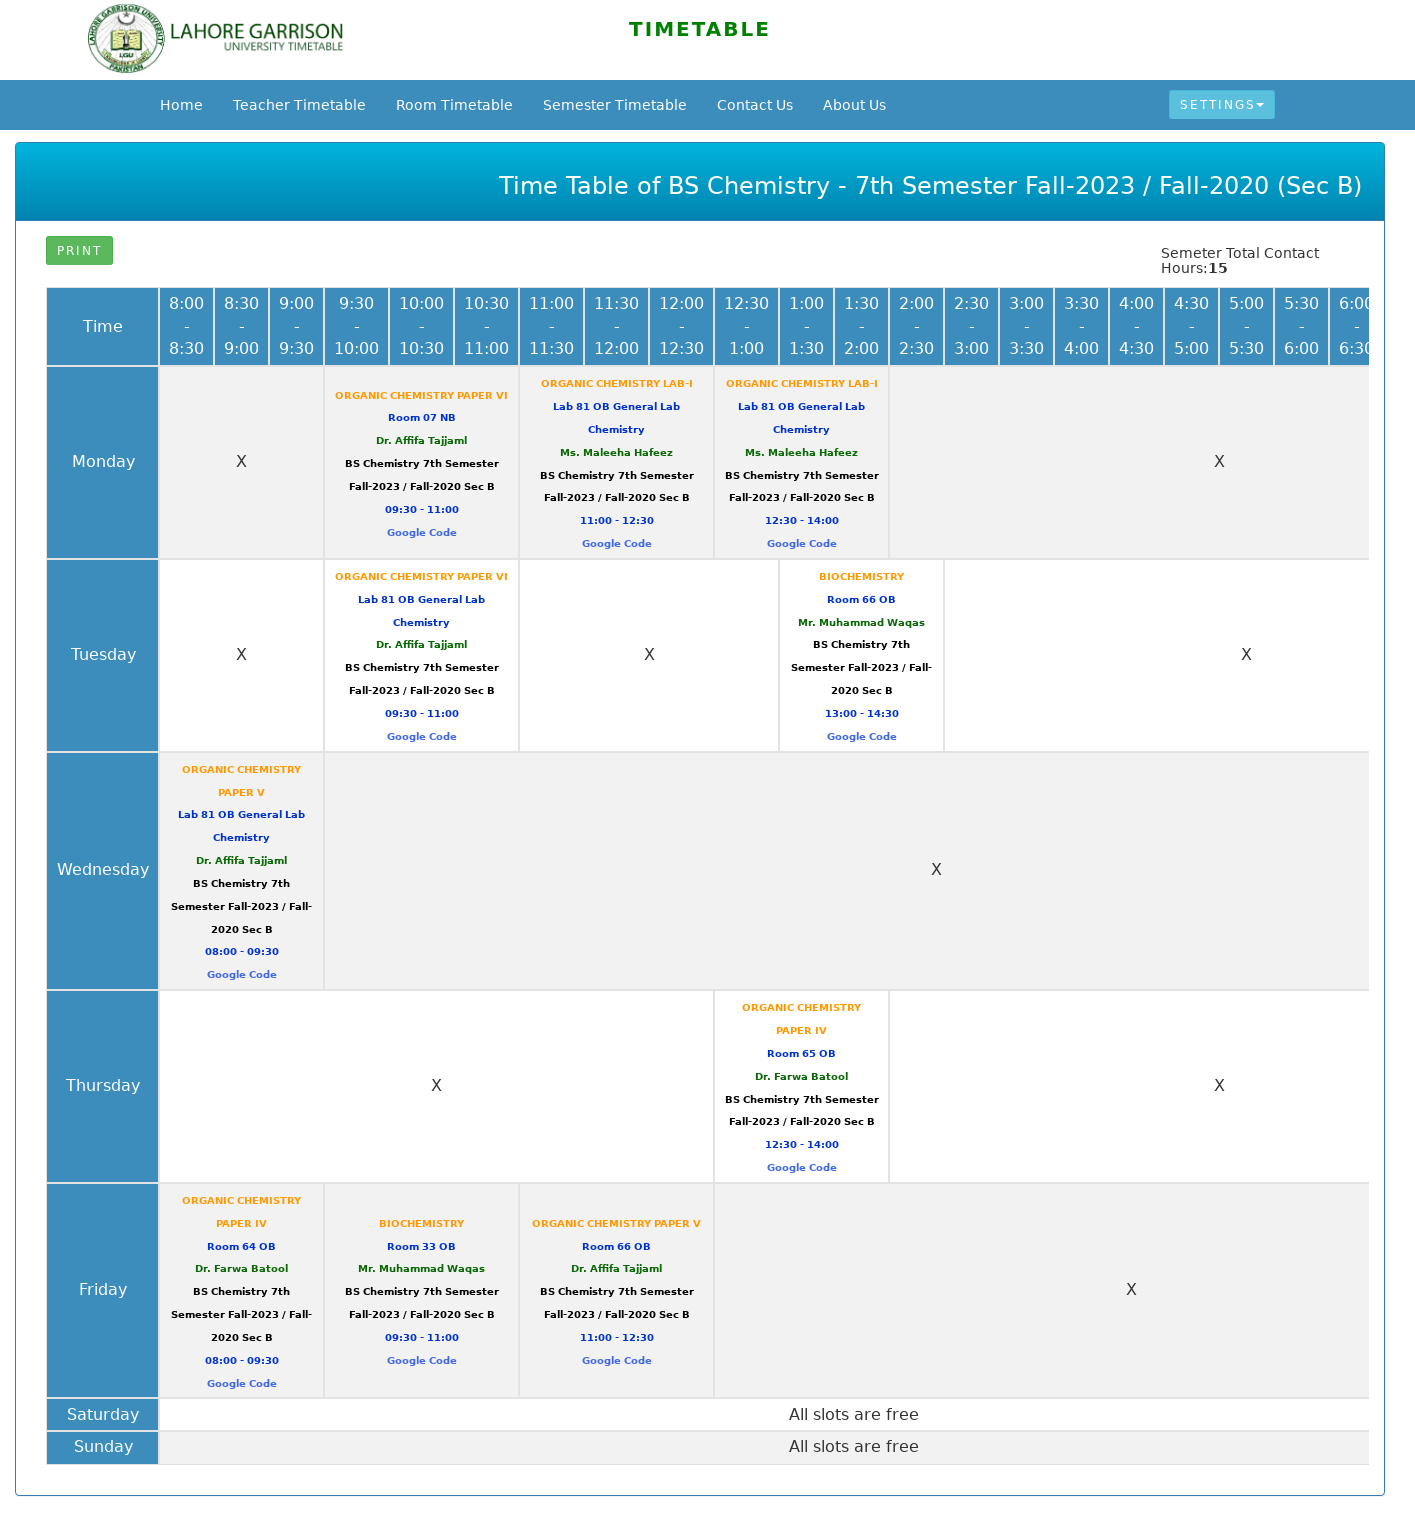 LAHORE GARRISON
UNIVERSITY TIMETABLE
TIMETABLE
Home Teacher Timetable Room Timetable Semester Timetable Contact Us About Us SETTINGS
Time Table of BS Chemistry - 7th Semester Fall-2023 / Fall-2020 (Sec B)
PRINT
Semeter Total Contact
Hours:15
Time
8:00 - 8:30
8:30 - 9:00
9:00 - 9:30
9:30 - 10:00
10:00 - 10:30
10:30 - 11:00
11:00 - 11:30
11:30 - 12:00
12:00 - 12:30
12:30 - 1:00
1:00 - 1:30
1:30 - 2:00
2:00 - 2:30
2:30 - 3:00
3:00 - 3:30
3:30 - 4:00
4:00 - 4:30
4:30 - 5:00
5:00 - 5:30
5:30 - 6:00
6:00 - 6:30
Monday
X
ORGANIC CHEMISTRY PAPER VI
Room 07 NB
Dr. Affifa Tajjaml
BS Chemistry 7th Semester
Fall-2023 / Fall-2020 Sec B
09:30 - 11:00
Google Code
ORGANIC CHEMISTRY LAB-I
Lab 81 OB General Lab
Chemistry
Ms. Maleeha Hafeez
BS Chemistry 7th Semester
Fall-2023 / Fall-2020 Sec B
11:00 - 12:30
Google Code
ORGANIC CHEMISTRY LAB-I
Lab 81 OB General Lab
Chemistry
Ms. Maleeha Hafeez
BS Chemistry 7th Semester
Fall-2023 / Fall-2020 Sec B
12:30 - 14:00
Google Code
X
Tuesday
X
ORGANIC CHEMISTRY PAPER VI
Lab 81 OB General Lab
Chemistry
Dr. Affifa Tajjaml
BS Chemistry 7th Semester
Fall-2023 / Fall-2020 Sec B
09:30 - 11:00
Google Code
X
BIOCHEMISTRY
Room 66 OB
Mr. Muhammad Waqas
BS Chemistry 7th
Semester Fall-2023 / Fall-
2020 Sec B
13:00 - 14:30
Google Code
X
Wednesday
ORGANIC CHEMISTRY
PAPER V
Lab 81 OB General Lab
Chemistry
Dr. Affifa Tajjaml
BS Chemistry 7th
Semester Fall-2023 / Fall-
2020 Sec B
08:00 - 09:30
Google Code
X
Thursday
X
ORGANIC CHEMISTRY
PAPER IV
Room 65 OB
Dr. Farwa Batool
BS Chemistry 7th Semester
Fall-2023 / Fall-2020 Sec B
12:30 - 14:00
Google Code
X
Friday
ORGANIC CHEMISTRY
PAPER IV
Room 64 OB
Dr. Farwa Batool
BS Chemistry 7th
Semester Fall-2023 / Fall-
2020 Sec B
08:00 - 09:30
Google Code
BIOCHEMISTRY
Room 33 OB
Mr. Muhammad Waqas
BS Chemistry 7th Semester
Fall-2023 / Fall-2020 Sec B
09:30 - 11:00
Google Code
ORGANIC CHEMISTRY PAPER V
Room 66 OB
Dr. Affifa Tajjaml
BS Chemistry 7th Semester
Fall-2023 / Fall-2020 Sec B
11:00 - 12:30
Google Code
X
Saturday
All slots are free
Sunday
All slots are free